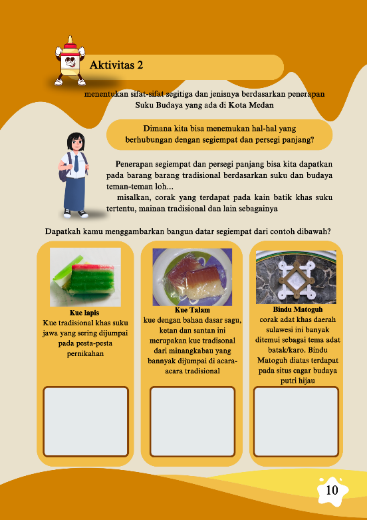 Aktivitas 2
menentukan sifat-sifat segitiga dan jenisnya berdasarkan penerapan
Suku Budaya yang ada di Kota Medan
Dimana kita bisa menemukan hal-hal yang
berhubungan dengan segiempat dan persegi panjang?
Penerapan segiempat dan persegi panjang bisa kita dapatkan
pada barang barang tradisional berdasarkan suku dan budaya
teman-teman loh...
misalkan, corak yang terdapat pada kain batik khas suku
tertentu, mainan tradisional dan lain sebagainya
Dapatkah kamu menggambarkan bangun datar segiempat dari contoh dibawah?
Kue lapis
Kue tradisional khas suku
jawa yang sering dijumpai
pada pesta-pesta
pernikahan
Kue Talam
kue dengan bahan dasar sagu,
ketan dan santan ini
merupakan kue tradisonal
dari minangkabau yang
bannyak dijumpai di acara-
acara tradisional
Bindu Matoguh
corak adat khas daerah
sulawesi ini banyak
ditemui sebagai tema adat
batak/karo. Bindu
Matoguh diatas terdapat
pada situs cagar budaya
putri hijau
10